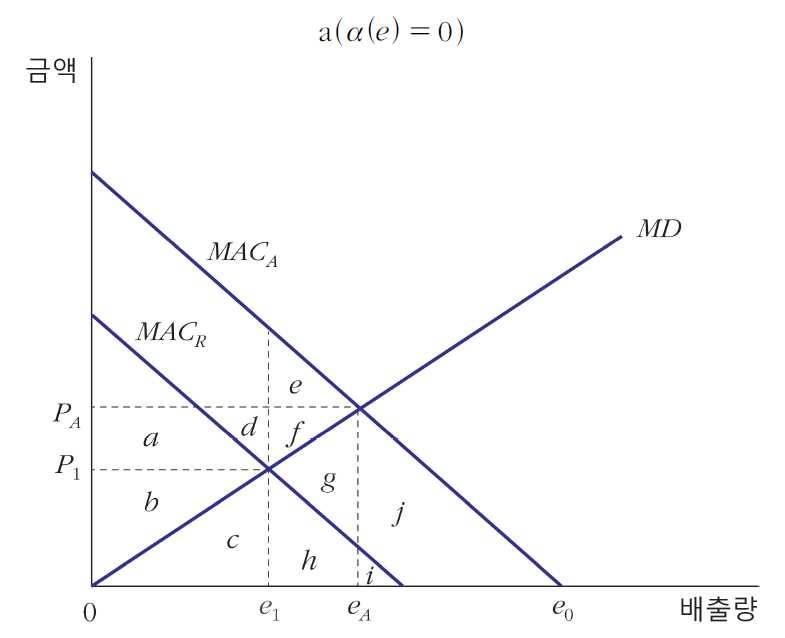 a(α(e) = 0)
금액
MD
MAC_A
MAC_R
e
P_A
d
f
a
P_1
g
b
j
c
h
i
0
e_1
e_A
e_0
배출량